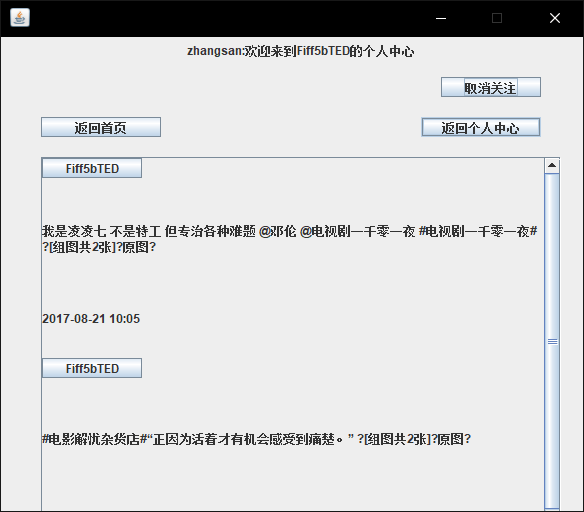 zhangsan:欢迎来到Fiff5bTED的个人中心
取消关注
返回首页
返回个人中心
Fiff5bTED
我是凌凌七 不是特工 但专治各种难题 @邓伦 @电视剧一千零一夜 #电视剧一千零一夜#
?[组图共2张]?原图?
2017-08-21 10:05
Fiff5bTED
#电影解忧杂货店#“正因为活着才有机会感受到痛楚。” ?[组图共2张]?原图?